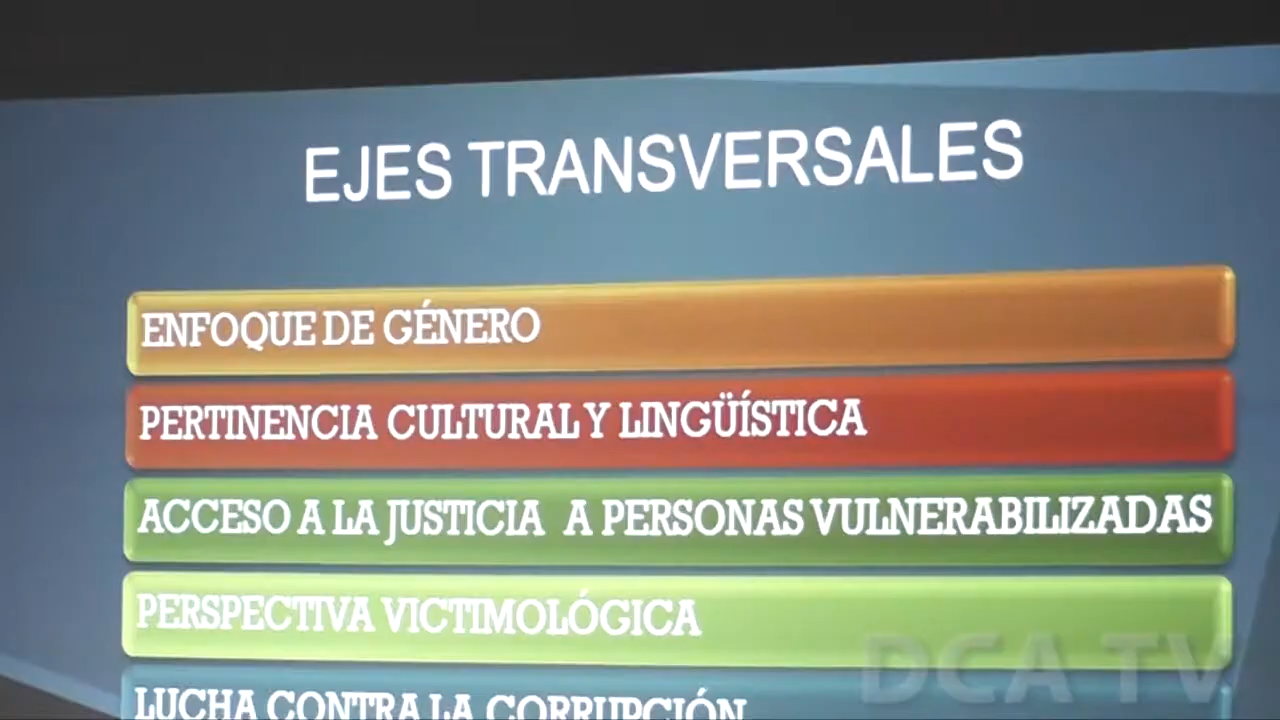 EJES TRANSVERSALES
ENFOQUE DE GÉNERO
PERTINENCIA CULTURAL Y LINGÜÍSTICA
ACCESO A LA JUSTICIA A PERSONAS VULNERABILIZADAS
PERSPECTIVA VICTIMOLÓGICA
LUCHA CONTRA LA CORRUPCIÓN
DCA TV